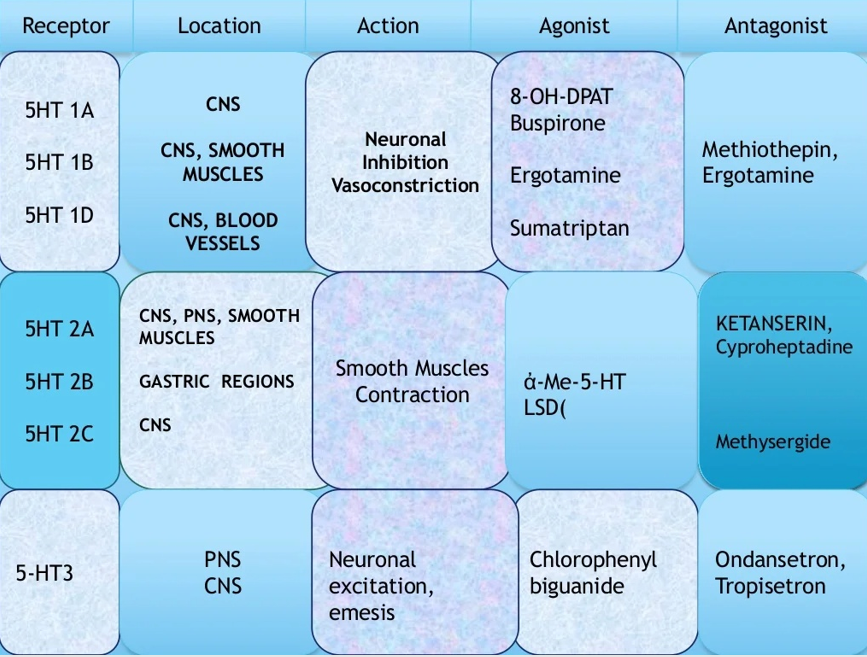 Receptor Location Action Agonist Antagonist
5HT 1A
5HT 1B
5HT 1D
CNS
CNS, SMOOTH
MUSCLES
CNS, BLOOD
VESSELS
Neuronal
Inhibition
Vasoconstriction
8-OH-DPAT
Buspirone
Ergotamine
Sumatriptan
Methiothepin,
Ergotamine
5HT 2A
5HT 2B
5HT 2C
CNS, PNS, SMOOTH
MUSCLES
GASTRIC REGIONS
CNS
Smooth Muscles
Contraction
ἀ-Me-5-HT
LSD(
KETANSERIN,
Cyproheptadine
Methysergide
5-HT3
PNS
CNS
Neuronal
excitation,
emesis
Chlorophenyl
biguanide
Ondansetron,
Tropisetron